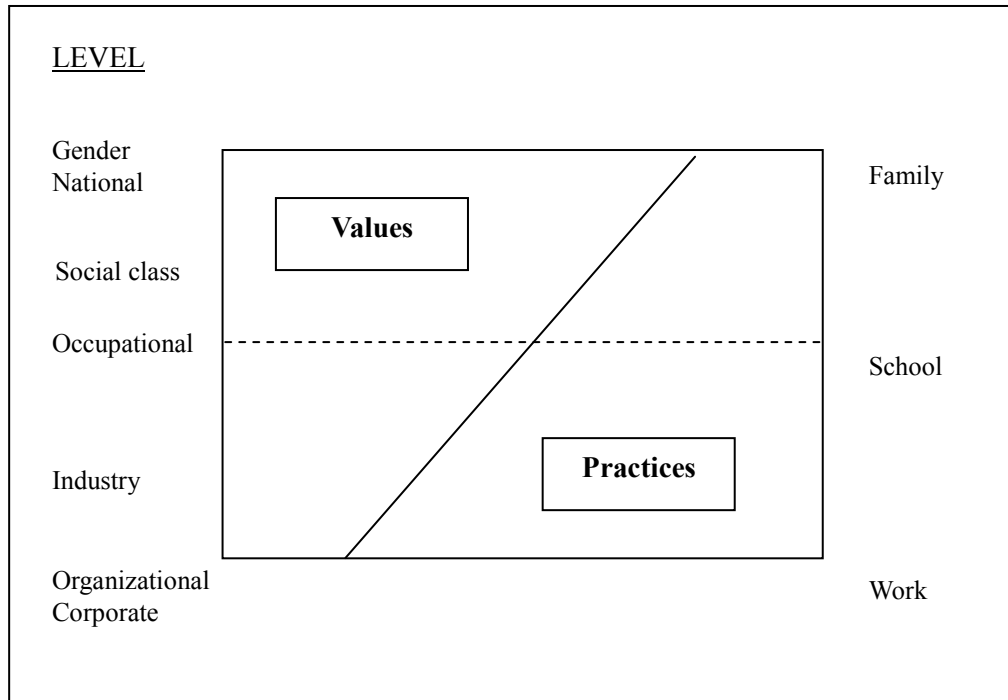 LEVEL
Gender
National
Family
Values
Social class
Occupational
School
Practices
Industry
Organizational
Corporate
Work